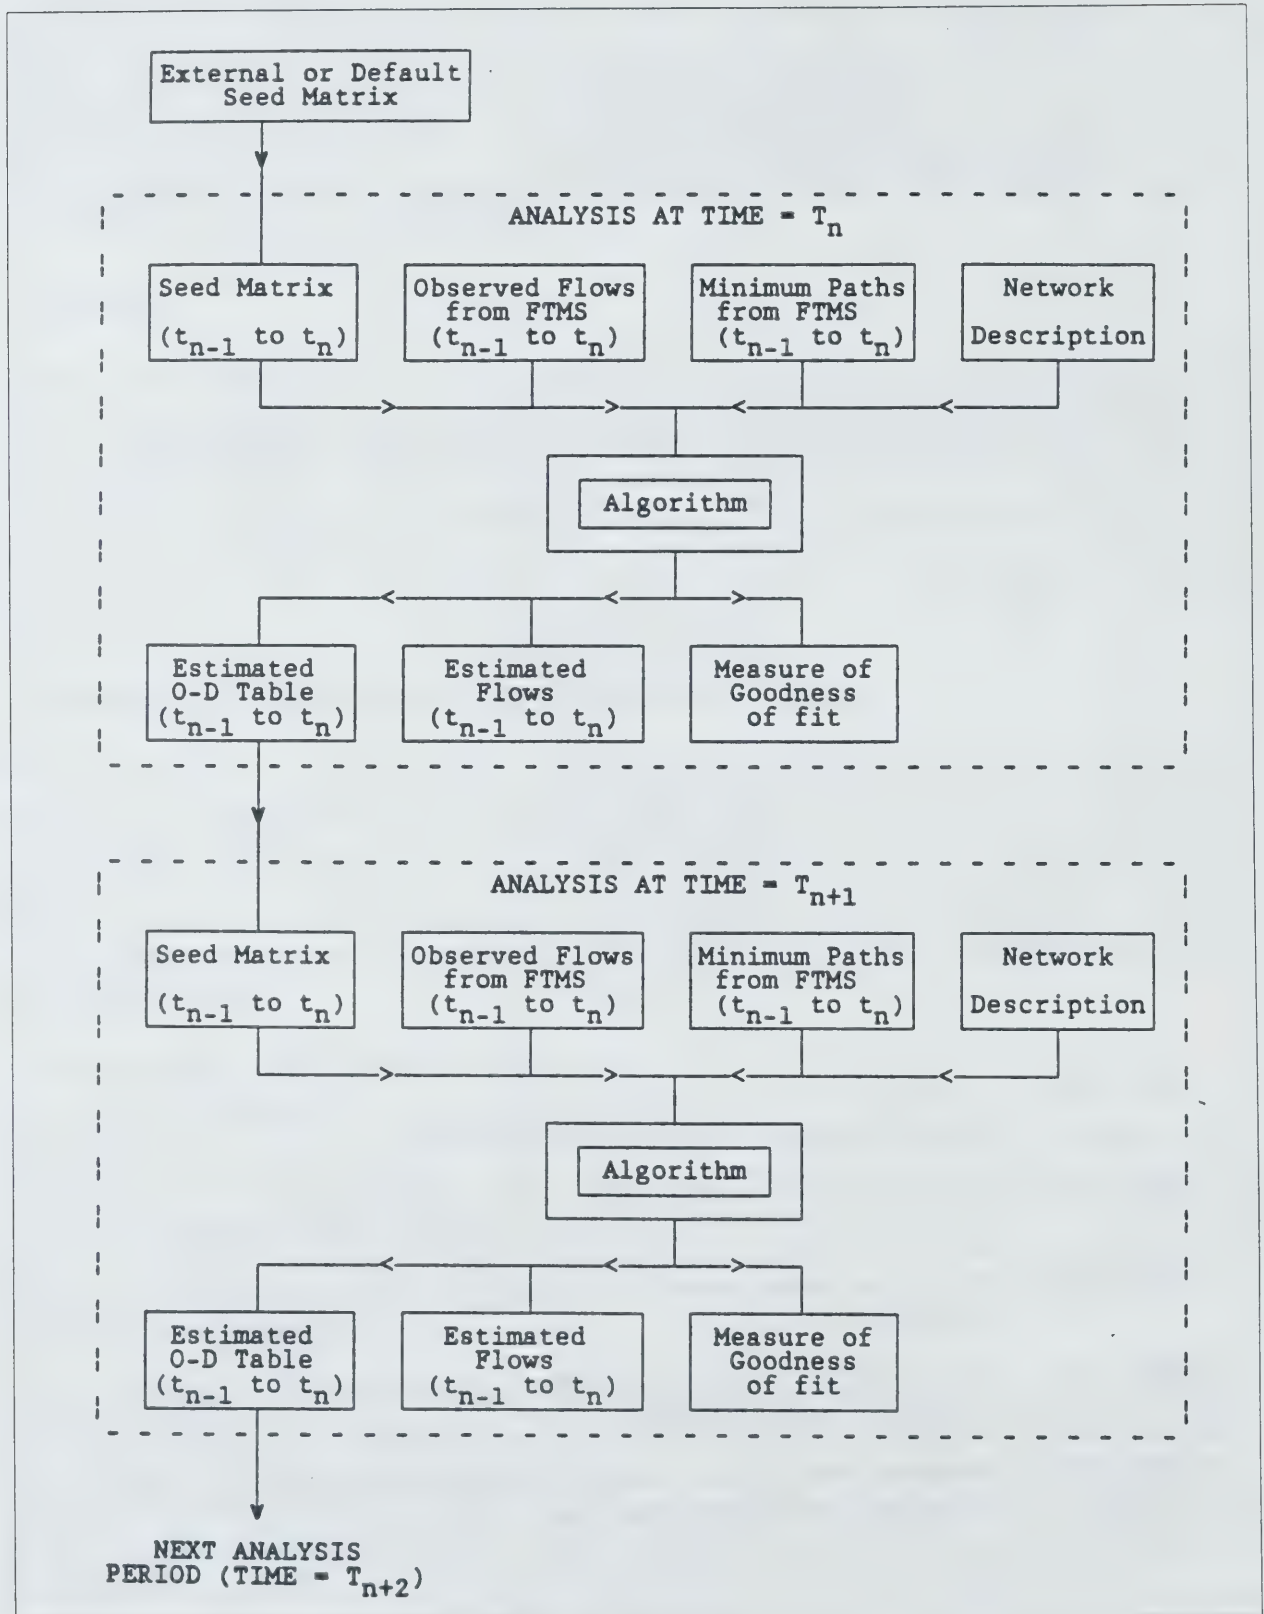 External or Default
Seed Matrix
ANALYSIS AT TIME = Tn
Seed Matrix
(tn-1 to tn)
Observed Flows
from FTMS
(tn-1 to tn)
Minimum Paths
from FTMS
(tn-1 to tn)
Network
Description
Algorithm
Estimated
O-D Table
(tn-1 to tn)
Estimated
Flows
(tn-1 to tn)
Measure of
Goodness
of fit
ANALYSIS AT TIME = Tn+1
Seed Matrix
(tn-1 to tn)
Observed Flows
from FTMS
(tn-1 to tn)
Minimum Paths
from FTMS
(tn-1 to tn)
Network
Description
Algorithm
Estimated
O-D Table
(tn-1 to tn)
Estimated
Flows
(tn-1 to tn)
Measure of
Goodness
of fit
NEXT ANALYSIS
PERIOD (TIME = Tn+2)